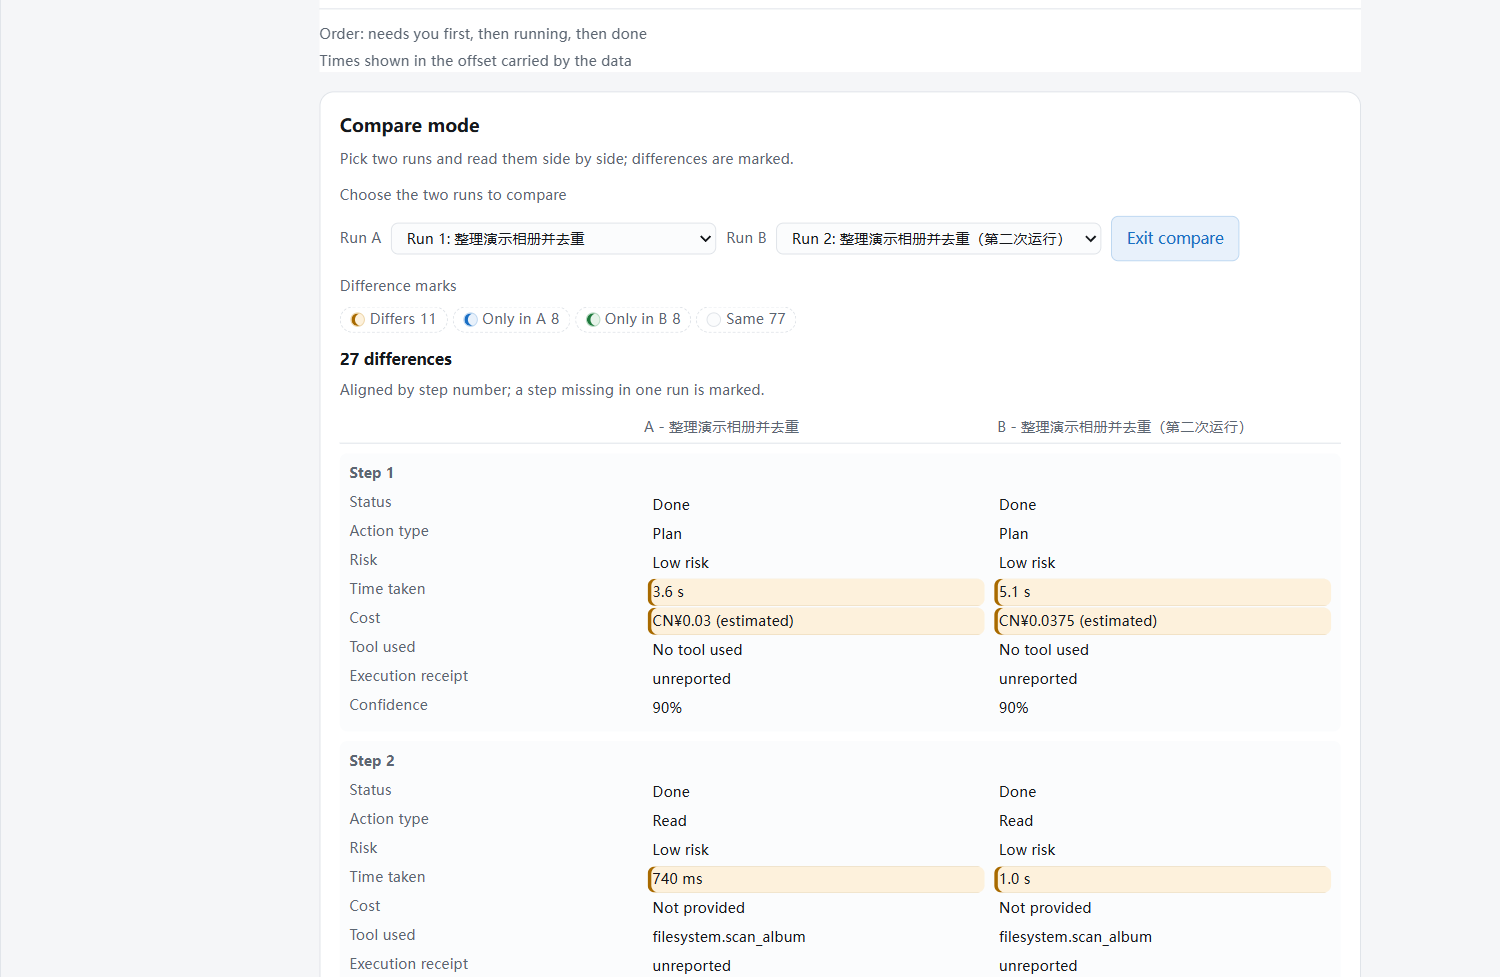 Order: needs you first, then running, then done
Times shown in the offset carried by the data
Compare mode
Pick two runs and read them side by side; differences are marked.
Choose the two runs to compare
Run A Run 1: 整理演示相册并去重 Run B Run 2: 整理演示相册并去重（第二次运行） Exit compare
Difference marks
Differs 11 Only in A 8 Only in B 8 Same 77
27 differences
Aligned by step number; a step missing in one run is marked.
A - 整理演示相册并去重 B - 整理演示相册并去重（第二次运行）
Step 1
Status Done Done
Action type Plan Plan
Risk Low risk Low risk
Time taken 3.6 s 5.1 s
Cost CN¥0.03 (estimated) CN¥0.0375 (estimated)
Tool used No tool used No tool used
Execution receipt unreported unreported
Confidence 90% 90%
Step 2
Status Done Done
Action type Read Read
Risk Low risk Low risk
Time taken 740 ms 1.0 s
Cost Not provided Not provided
Tool used filesystem.scan_album filesystem.scan_album
Execution receipt unreported unreported